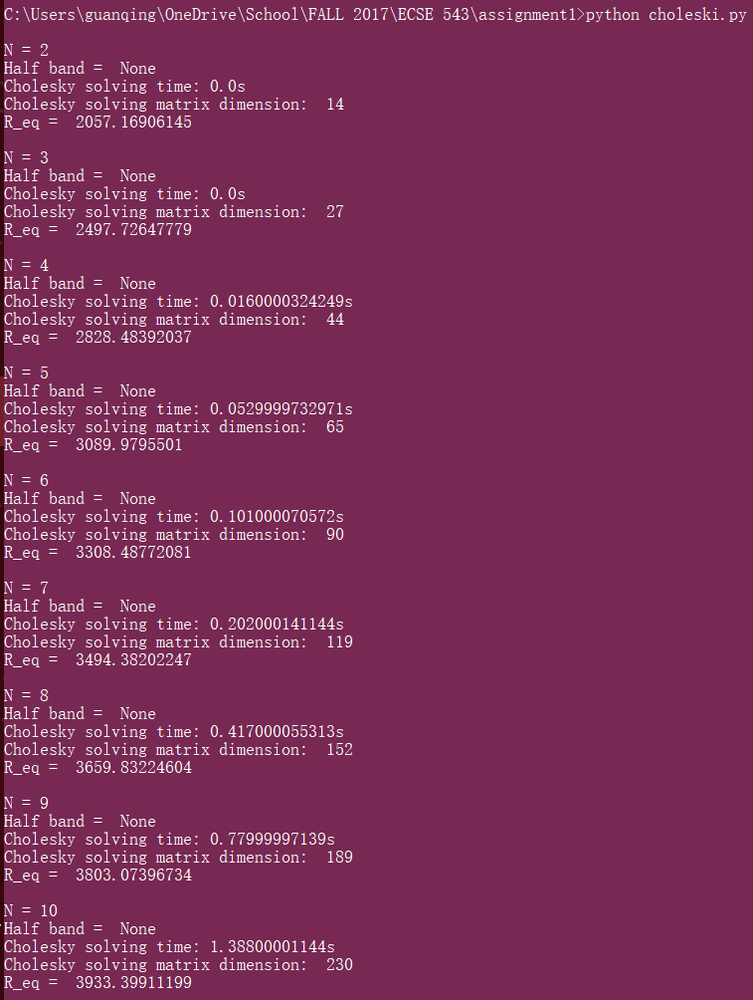 C:\Users\guanqing\OneDrive\School\FALL 2017\ECSE 543\assignment1>python choleski.py
N = 2
Half band =  None
Cholesky solving time: 0.0s
Cholesky solving matrix dimension:  14
R_eq =  2057.16906145
N = 3
Half band =  None
Cholesky solving time: 0.0s
Cholesky solving matrix dimension:  27
R_eq =  2497.72647779
N = 4
Half band =  None
Cholesky solving time: 0.0160000324249s
Cholesky solving matrix dimension:  44
R_eq =  2828.48392037
N = 5
Half band =  None
Cholesky solving time: 0.0529999732971s
Cholesky solving matrix dimension:  65
R_eq =  3089.9795501
N = 6
Half band =  None
Cholesky solving time: 0.101000070572s
Cholesky solving matrix dimension:  90
R_eq =  3308.48772081
N = 7
Half band =  None
Cholesky solving time: 0.202000141144s
Cholesky solving matrix dimension:  119
R_eq =  3494.38202247
N = 8
Half band =  None
Cholesky solving time: 0.417000055313s
Cholesky solving matrix dimension:  152
R_eq =  3659.83224604
N = 9
Half band =  None
Cholesky solving time: 0.77999997139s
Cholesky solving matrix dimension:  189
R_eq =  3803.07396734
N = 10
Half band =  None
Cholesky solving time: 1.38800001144s
Cholesky solving matrix dimension:  230
R_eq =  3933.39911199